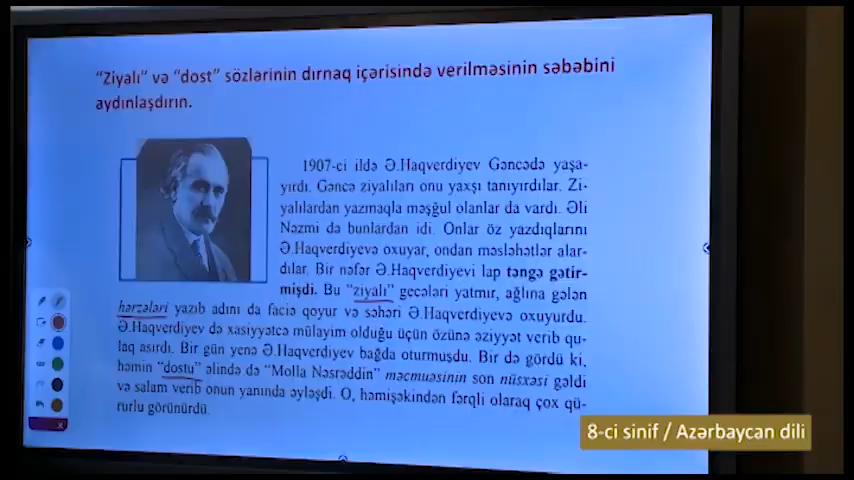 “Ziyalı” və “dost” sözlərinin dırnaq içərisində verilməsinin səbəbini
aydınlaşdırın.
1907-ci ildə Ə.Haqverdiyev Gəncədə yaşa-
yırdı. Gəncə ziyalıları onu yaxşı tanıyırdılar. Zi-
yalılardan yazmaqla məşğul olanlar da vardı. Əli
Nəzmi də bunlardan idi. Onlar öz yazdıqlarını
Ə.Haqverdiyevə oxuyar, ondan məsləhətlər alar-
dılar. Bir nəfər Ə.Haqverdiyevi lap təngə gətir-
mişdi. Bu “ziyalı” gecələri yatmır, ağlına gələn
hərzələri yazıb adını da faciə qoyur və səhəri Ə.Haqverdiyevə oxuyurdu.
Ə.Haqverdiyev də xasiyyətcə mülayim olduğu üçün özünə əziyyət verib qu-
laq asırdı. Bir gün yenə Ə.Haqverdiyev bağda oturmuşdu. Bir də gördü ki,
həmin “dostu” əlində də “Molla Nəsrəddin” məcmuəsinin son nüsxəsi gəldi
və salam verib onun yanında əyləşdi. O, həmişəkindən fərqli olaraq çox qü-
rurlu görünürdü.
8-ci sinif / Azərbaycan dili